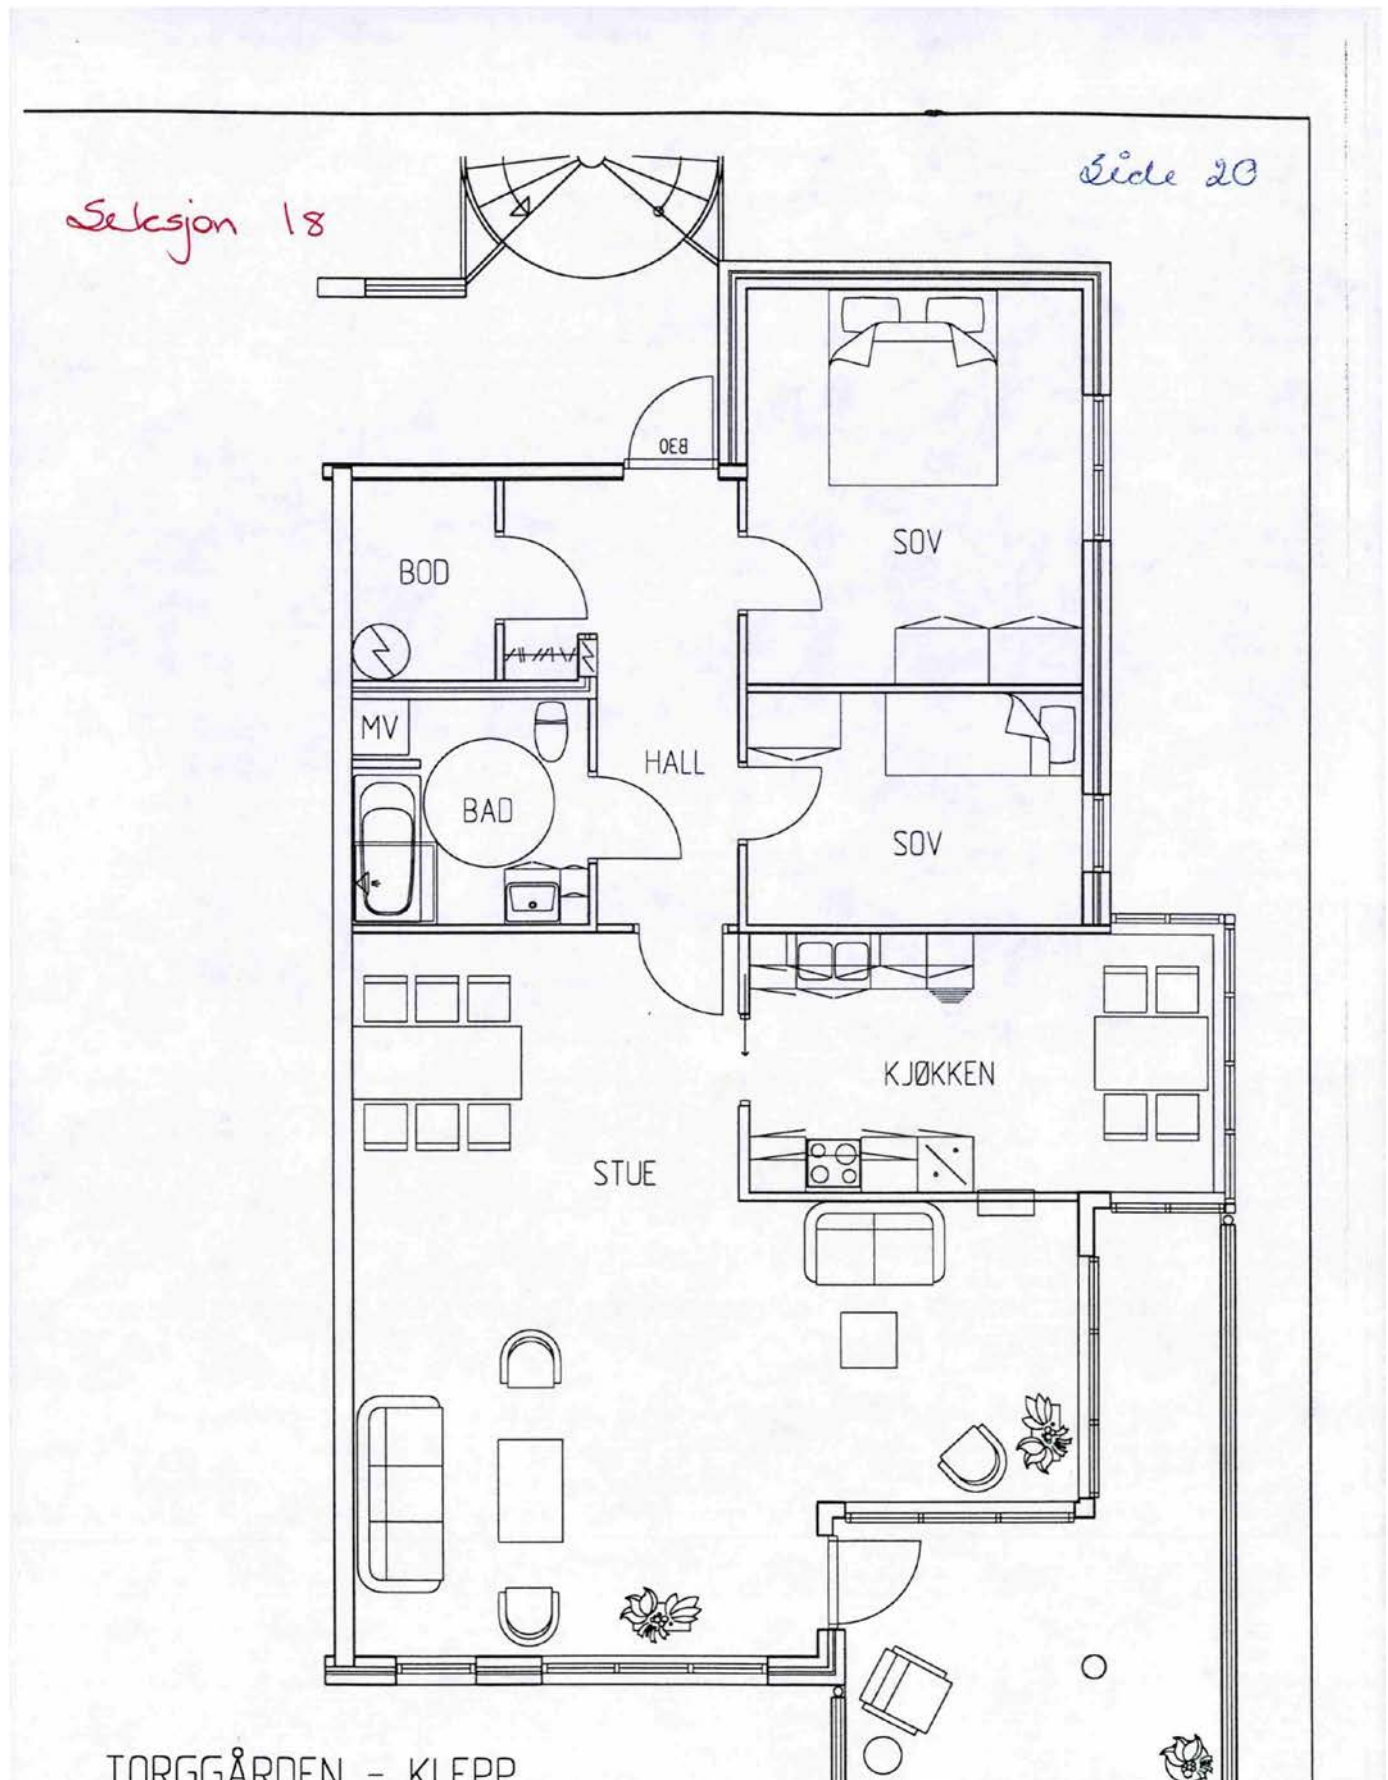 Side 20
Seksjon 18
B30
SOV
BOD
MV
HALL
BAD
SOV
KJØKKEN
STUE
TORGGÅRDEN - KLEPP